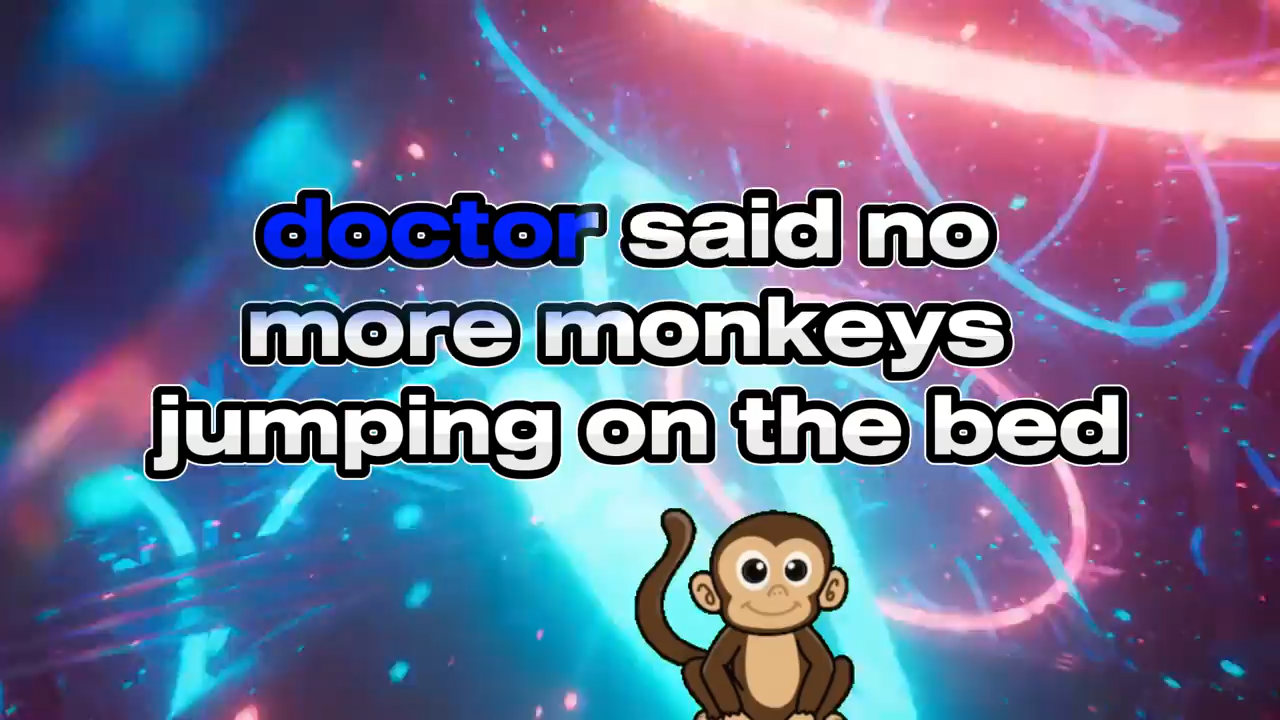 doctor said no
more monkeys
jumping on the bed